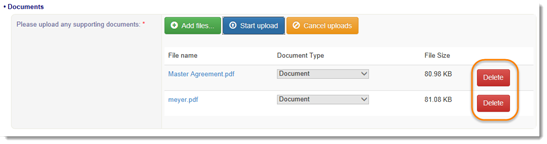 • Documents
Please upload any supporting documents: *
Add files... Start upload Cancel uploads
File name Document Type File Size
Master Agreement.pdf Document 80.98 KB Delete
meyer.pdf Document 81.08 KB Delete